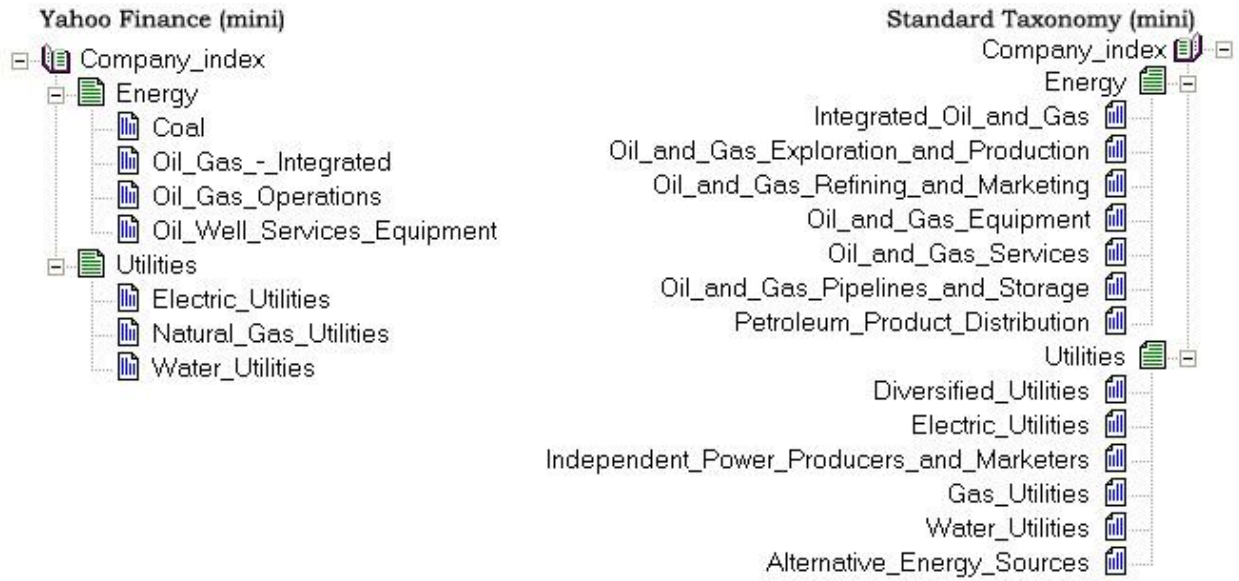 Yahoo Finance (mini)
Company_index
Energy
Coal
Oil_Gas_-_Integrated
Oil_Gas_Operations
Oil_Well_Services_Equipment
Utilities
Electric_Utilities
Natural_Gas_Utilities
Water_Utilities
Standard Taxonomy (mini)
Company_index
Energy
Integrated_Oil_and_Gas
Oil_and_Gas_Exploration_and_Production
Oil_and_Gas_Refining_and_Marketing
Oil_and_Gas_Equipment
Oil_and_Gas_Services
Oil_and_Gas_Pipelines_and_Storage
Petroleum_Product_Distribution
Utilities
Diversified_Utilities
Electric_Utilities
Independent_Power_Producers_and_Marketers
Gas_Utilities
Water_Utilities
Alternative_Energy_Sources